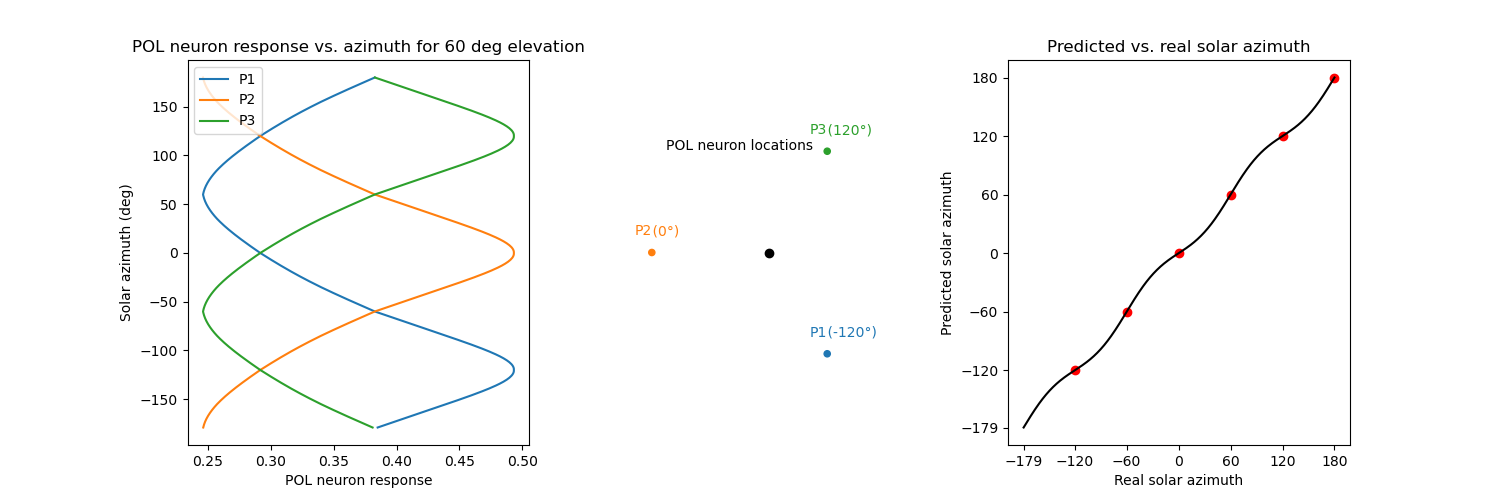 POL neuron response vs. azimuth for 60 deg elevation
P1
P2
P3
150
100
50
0
−50
−100
−150
Solar azimuth (deg)
0.25 0.30 0.35 0.40 0.45 0.50
POL neuron response
P3(120°)
POL neuron locations
P2(0°)
P1(-120°)
Predicted vs. real solar azimuth
180
120
60
0
−60
−120
−179
Predicted solar azimuth
−179 −120 −60 0 60 120 180
Real solar azimuth